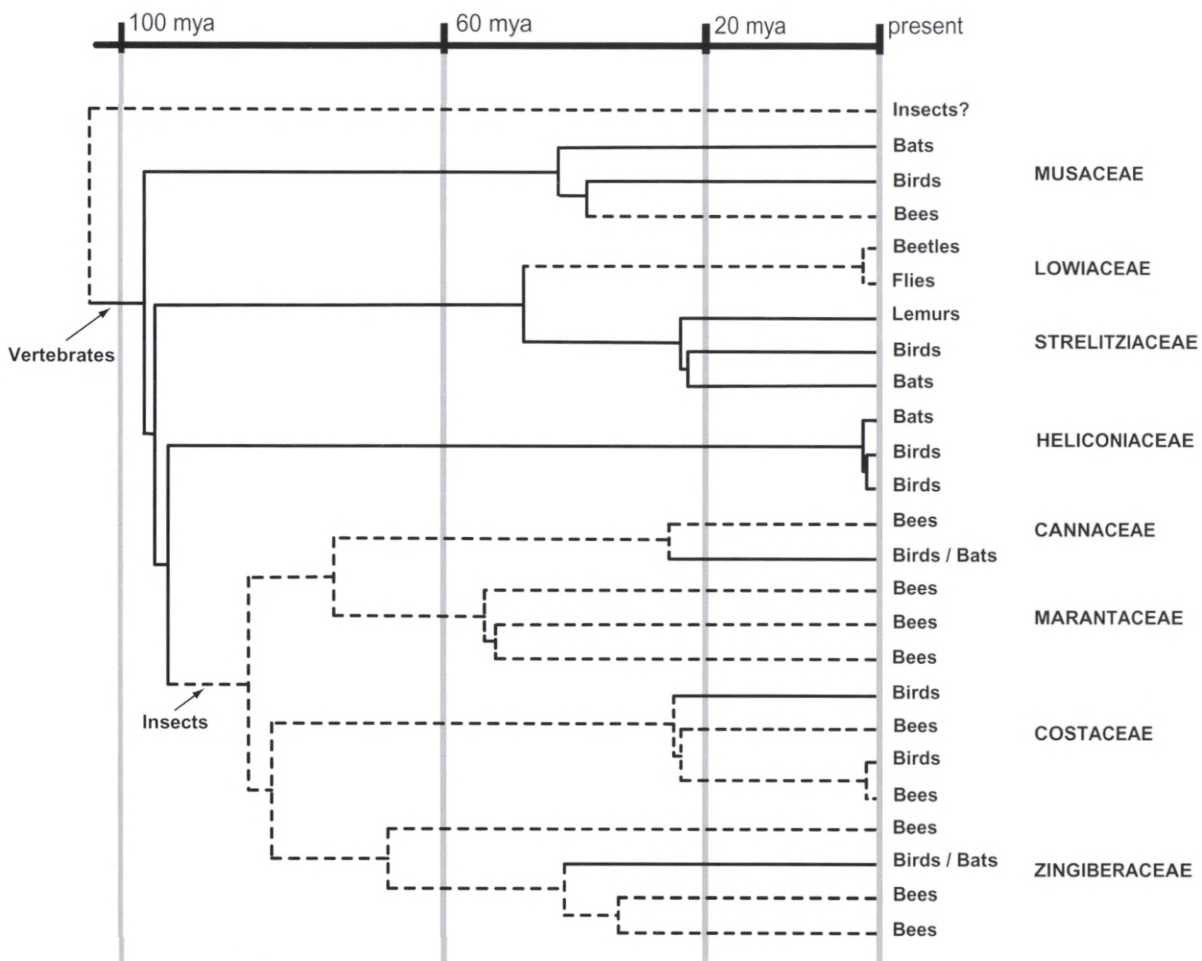 100 mya 60 mya 20 mya present
Insects?
Bats
MUSACEAE
Birds
Bees
Beetles
LOWIACEAE
Flies
Lemurs
STRELITZIACEAE
Birds
Vertebrates
Bats
Bats
HELICONIACEAE
Birds
Birds
Bees
CANNACEAE
Birds / Bats
Bees
MARANTACEAE
Bees
Bees
Birds
Insects
Bees
COSTACEAE
Birds
Bees
Bees
Birds / Bats
ZINGIBERACEAE
Bees
Bees